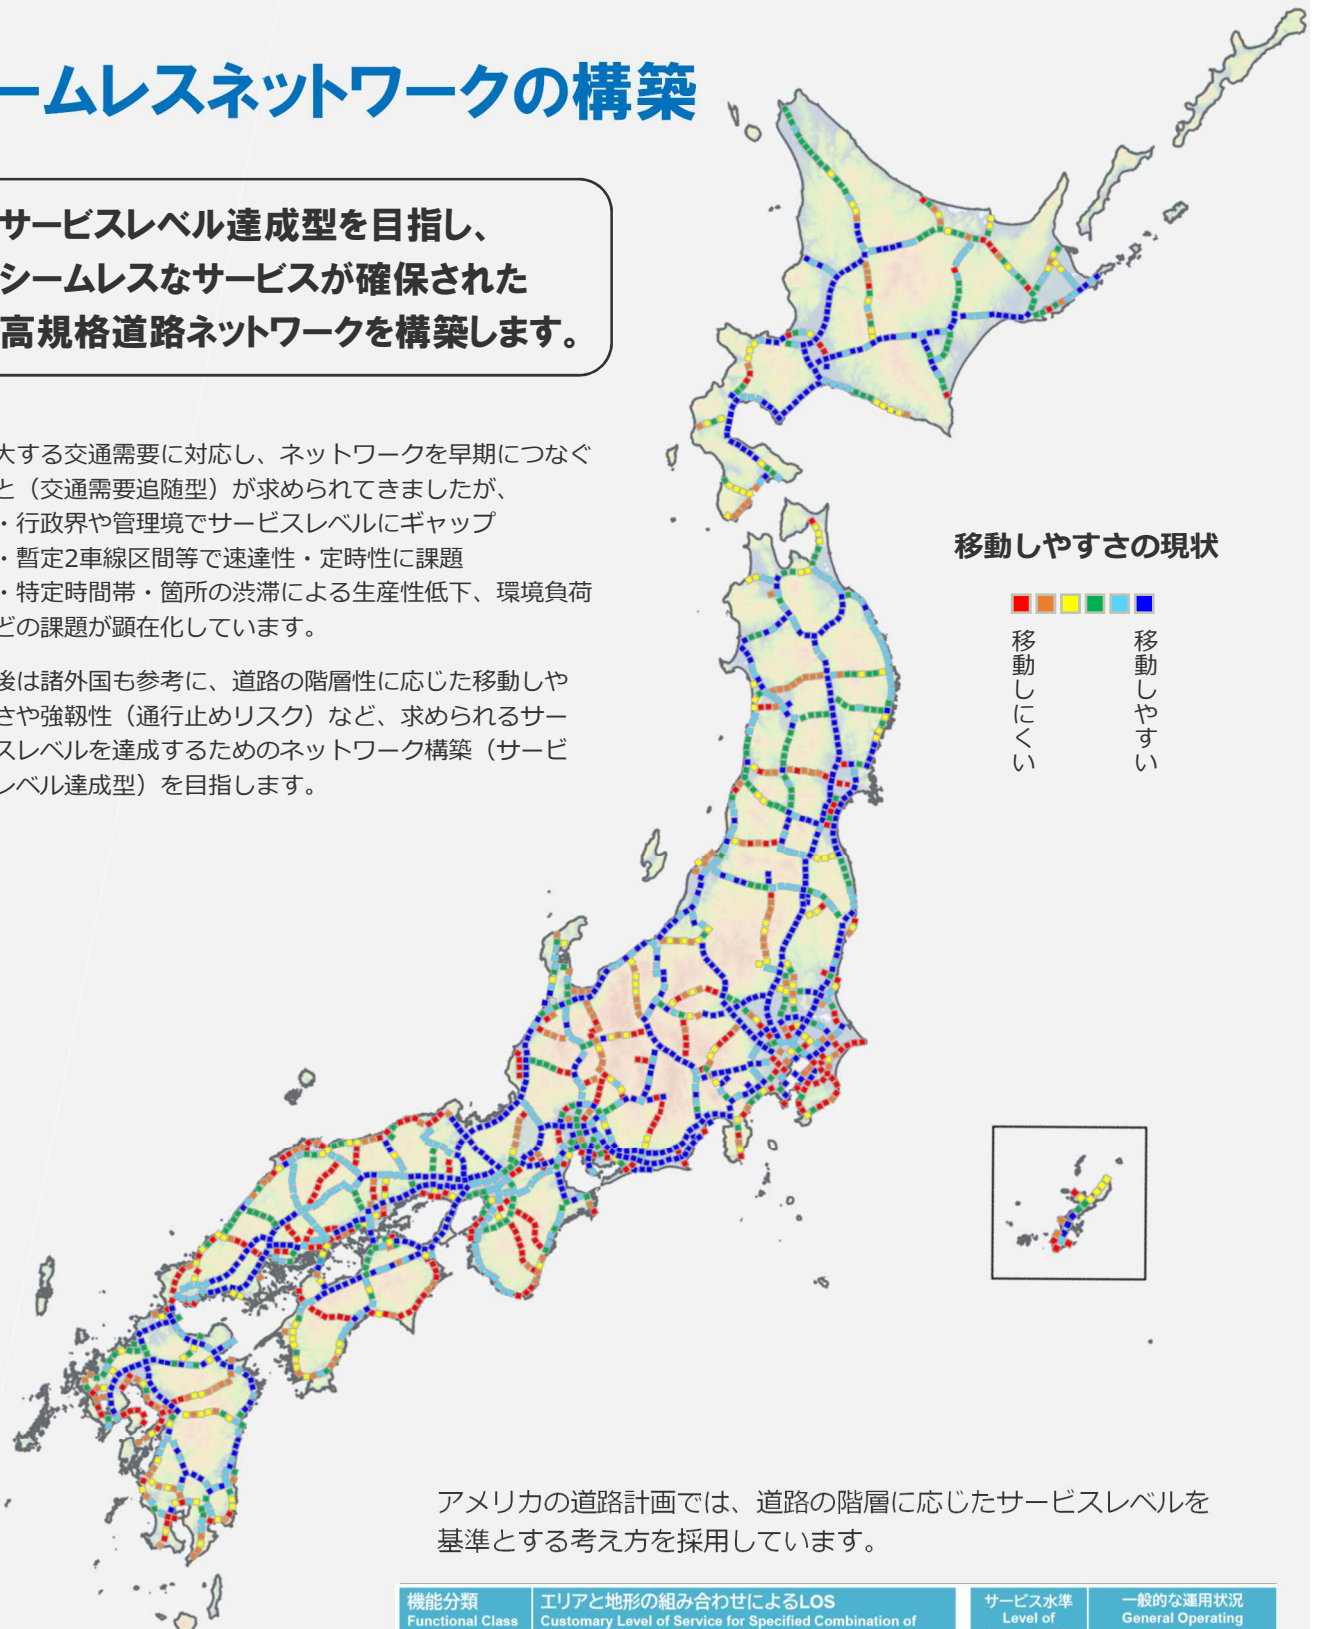 ームレスネットワークの構築
サービスレベル達成型を目指し、
シームレスなサービスが確保された
高規格道路ネットワークを構築します。
大する交通需要に対応し、ネットワークを早期につなぐ
と（交通需要追随型）が求められてきましたが、
・行政界や管理境でサービスレベルにギャップ
・暫定2車線区間等で速達性・定時性に課題
・特定時間帯・箇所の渋滞による生産性低下、環境負荷
どの課題が顕在化しています。
後は諸外国も参考に、道路の階層性に応じた移動しや
さや強靱性（通行止めリスク）など、求められるサー
スレベルを達成するためのネットワーク構築（サービ
レベル達成型）を目指します。
移動しやすさの現状
移動しにくい
移動しやすい
アメリカの道路計画では、道路の階層に応じたサービスレベルを
基準とする考え方を採用しています。
機能分類
Functional Class
エリアと地形の組み合わせによるLOS
Customary Level of Service for Specified Combination of
サービス水準
Level of
一般的な運用状況
General Operating